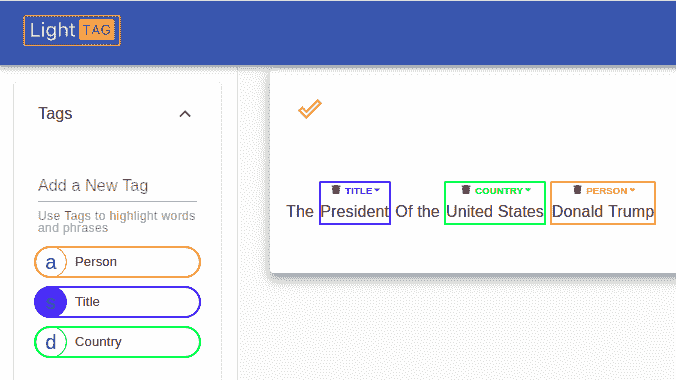 Light TAG
Tags
Add a New Tag
Use Tags to highlight words
and phrases
a Person
s Title
d Country
TITLE COUNTRY PERSON
The President Of the United States Donald Trump